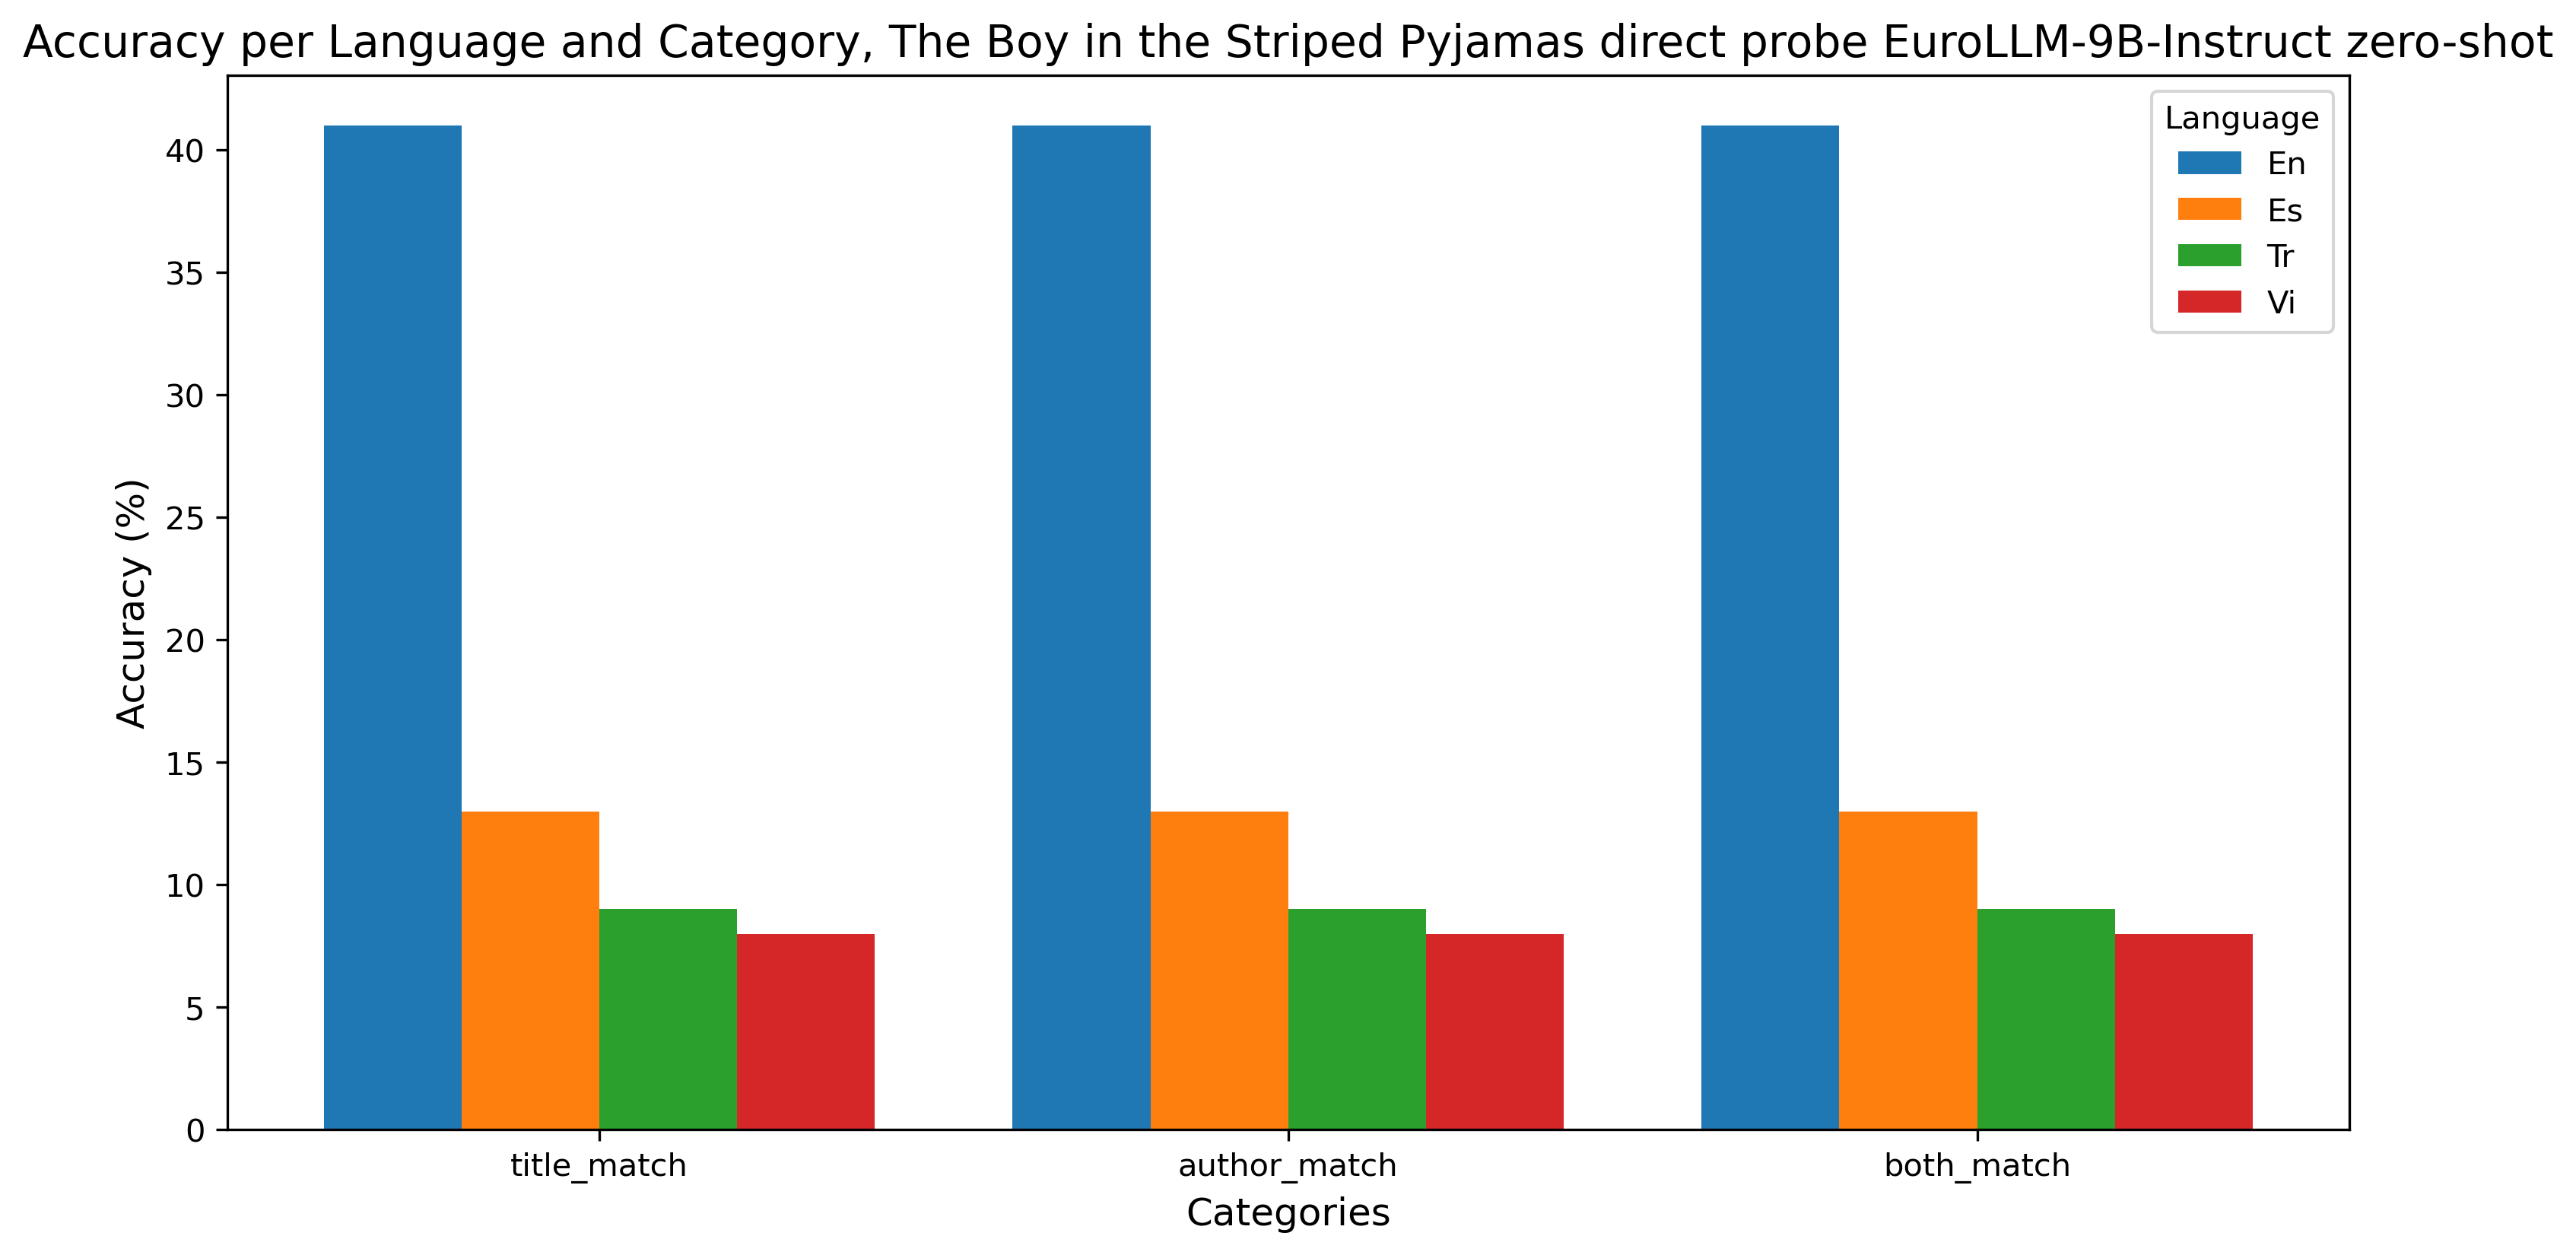 Accuracy per Language and Category, The Boy in the Striped Pyjamas direct probe EuroLLM-9B-Instruct zero-shot
Language
En
Es
Tr
Vi
Accuracy (%)
40
35
30
25
20
15
10
5
0
title_match author_match both_match
Categories